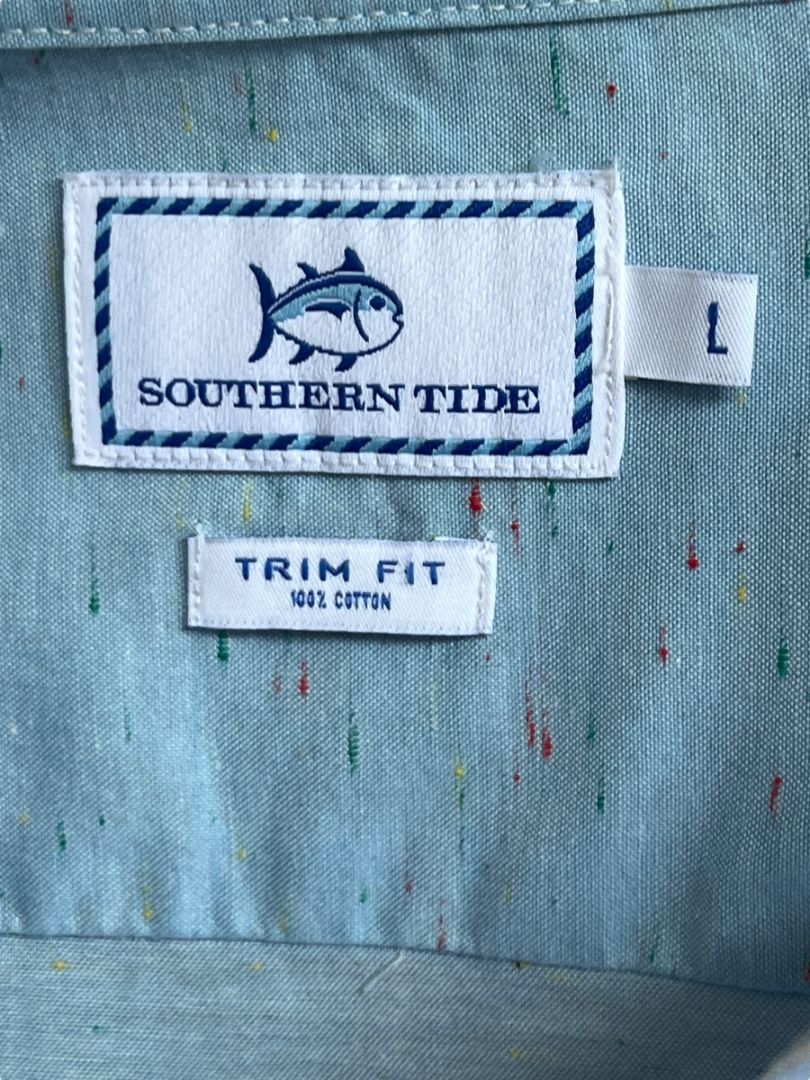 SOUTHERN TIDE
L
TRIM FIT
100% COTTON